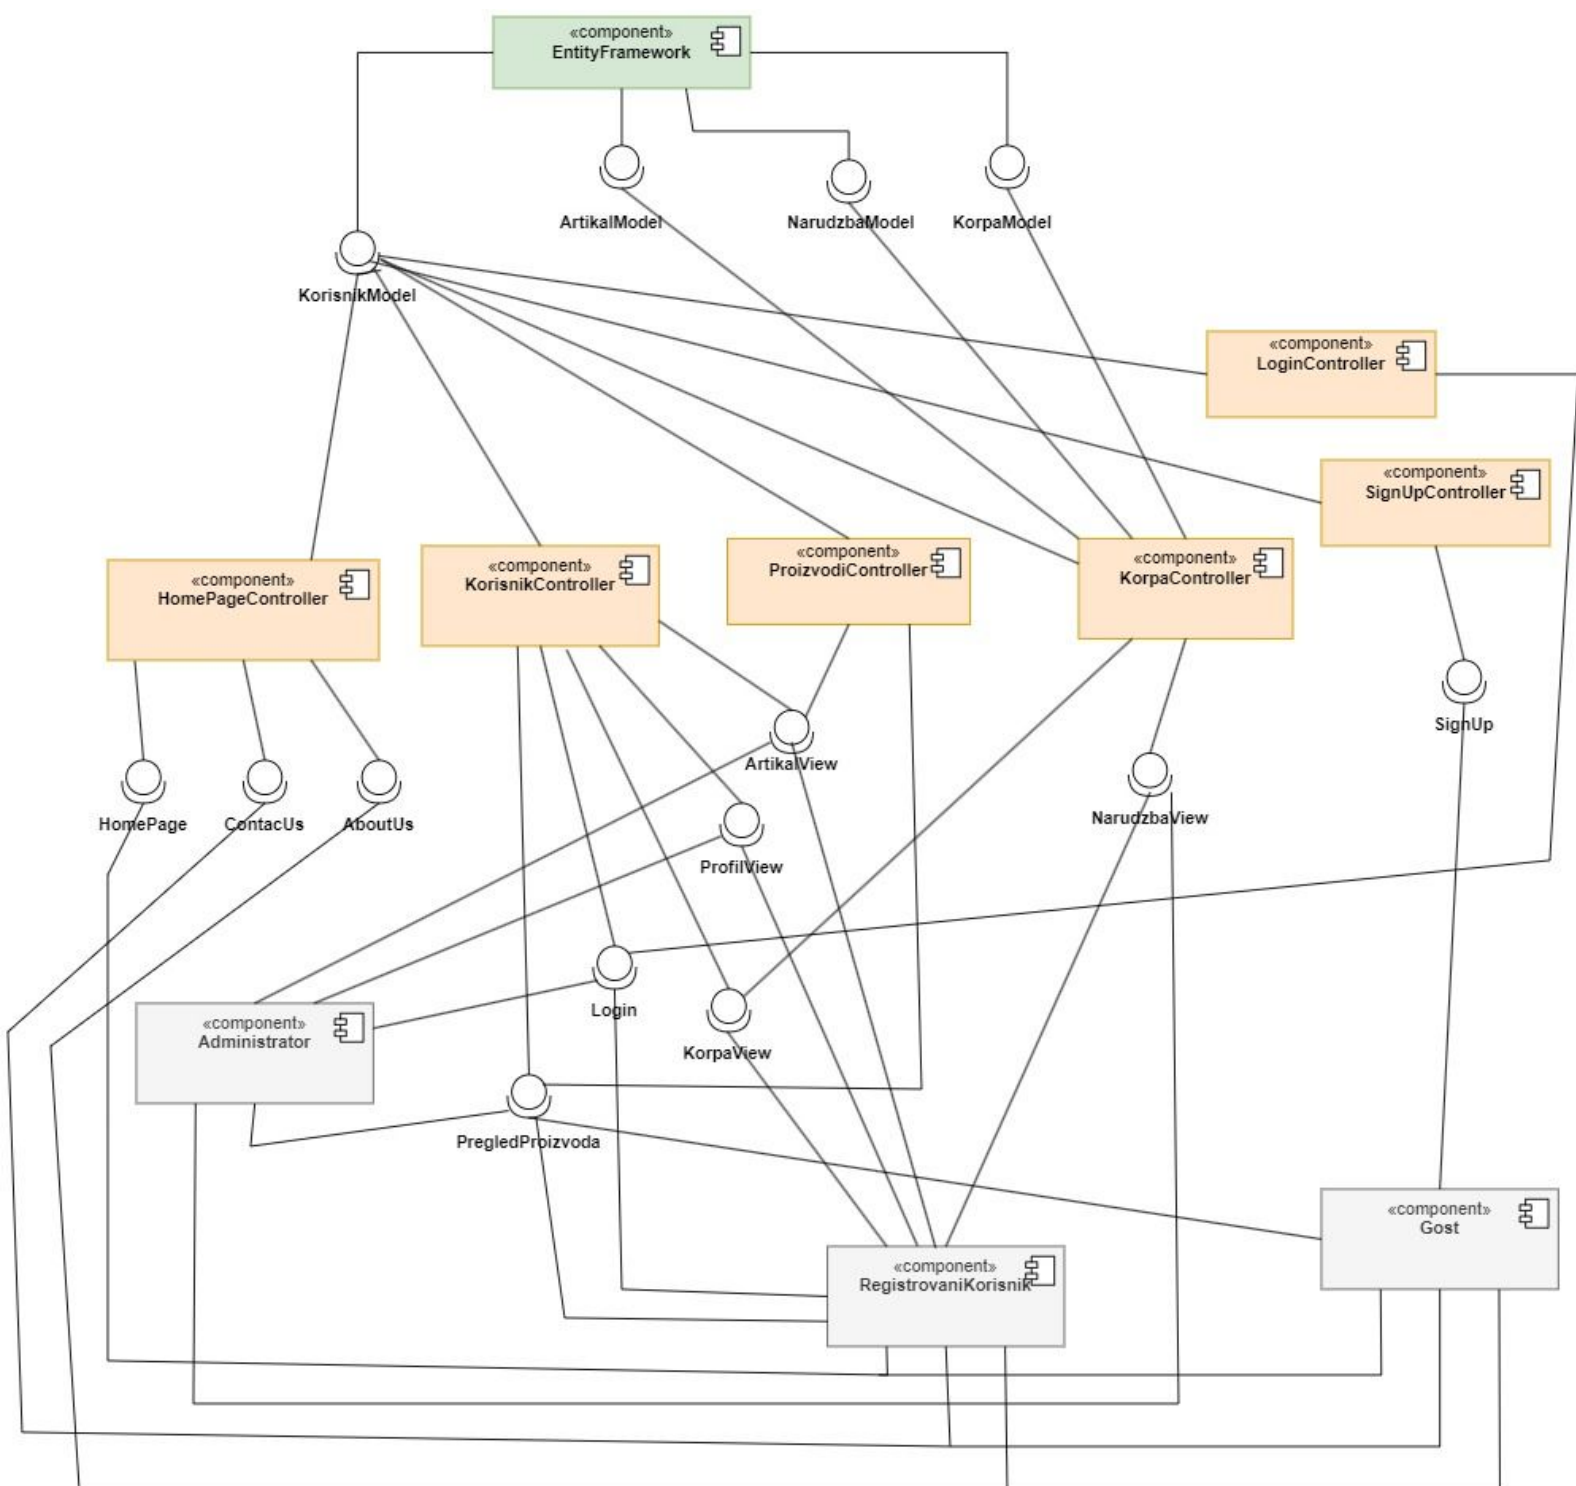 «component»
EntityFramework
ArtikalModel
NarudzbaModel
KorpaModel
KorisnikModel
«component»
LoginController
«component»
SignUpController
«component»
HomePageController
«component»
KorisnikController
«component»
ProizvodiController
«component»
KorpaController
SignUp
ArtikalView
HomePage
ContacUs
AboutUs
NarudzbaView
ProfilView
Login
«component»
Administrator
KorpaView
PregledProizvoda
«component»
Gost
«component»
RegistrovaniKorisnik